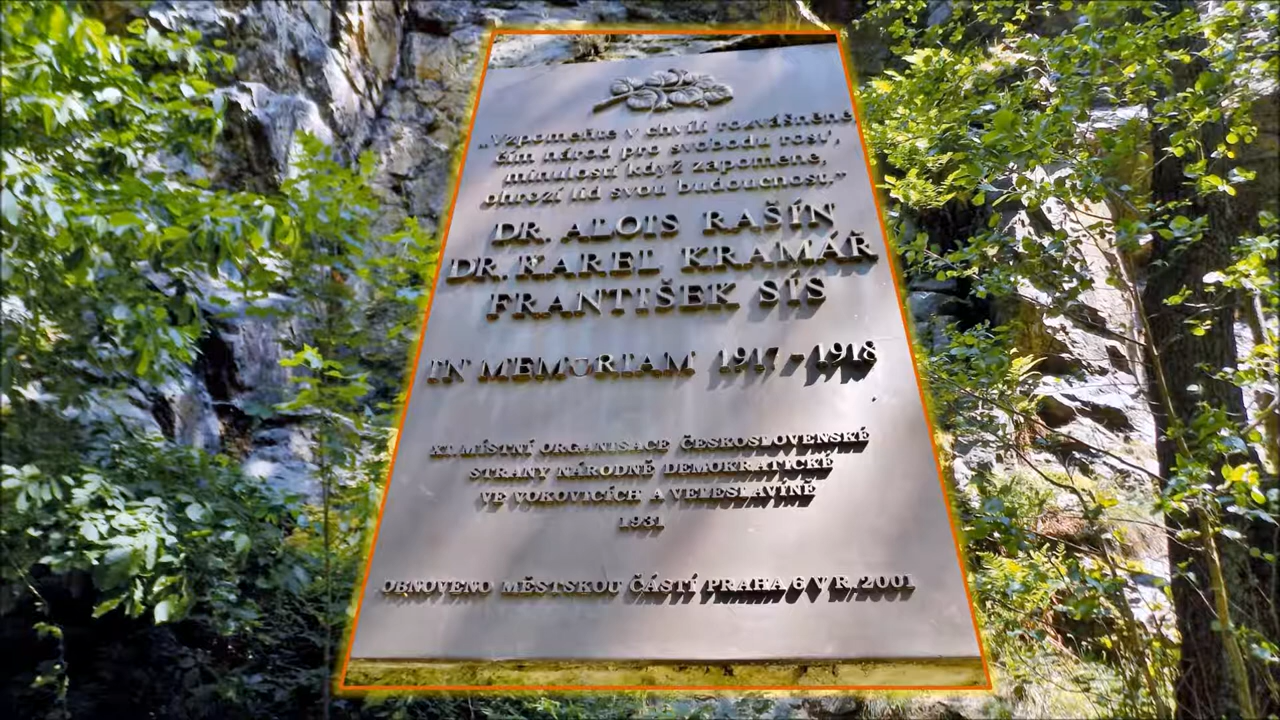 „Vzpomeňte v chvíli rozvášněné
čím národ pro svobodu rost',
minulosti když zapomene,
ohrozí lid svou budoucnost."
DR. ALOIS RAŠÍN
DR. KAREL KRAMÁŘ
FRANTIŠEK SÍS
IN MEMORIAM 1917 - 1918
XI. MÍSTNÍ ORGANISACE ČESKOSLOVENSKÉ
STRANY NÁRODNĚ DEMOKRATICKÉ
VE VOKOVICÍCH A VELESLAVÍNĚ
1931
OBNOVENO MĚSTSKOU ČÁSTÍ PRAHA 6 V R. 2001